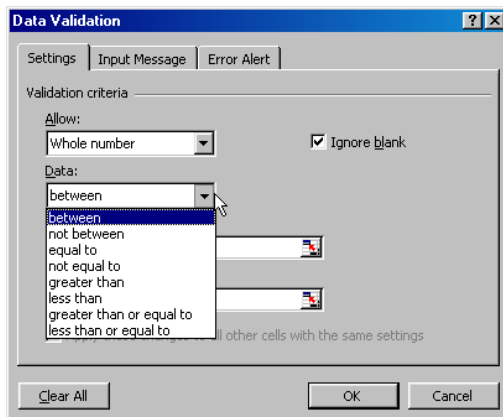 Data Validation
Settings Input Message Error Alert
Validation criteria
Allow:
Whole number Ignore blank
Data:
between
between
not between
equal to
not equal to
greater than
less than
greater than or equal to
less than or equal to
all other cells with the same settings
Clear All OK Cancel